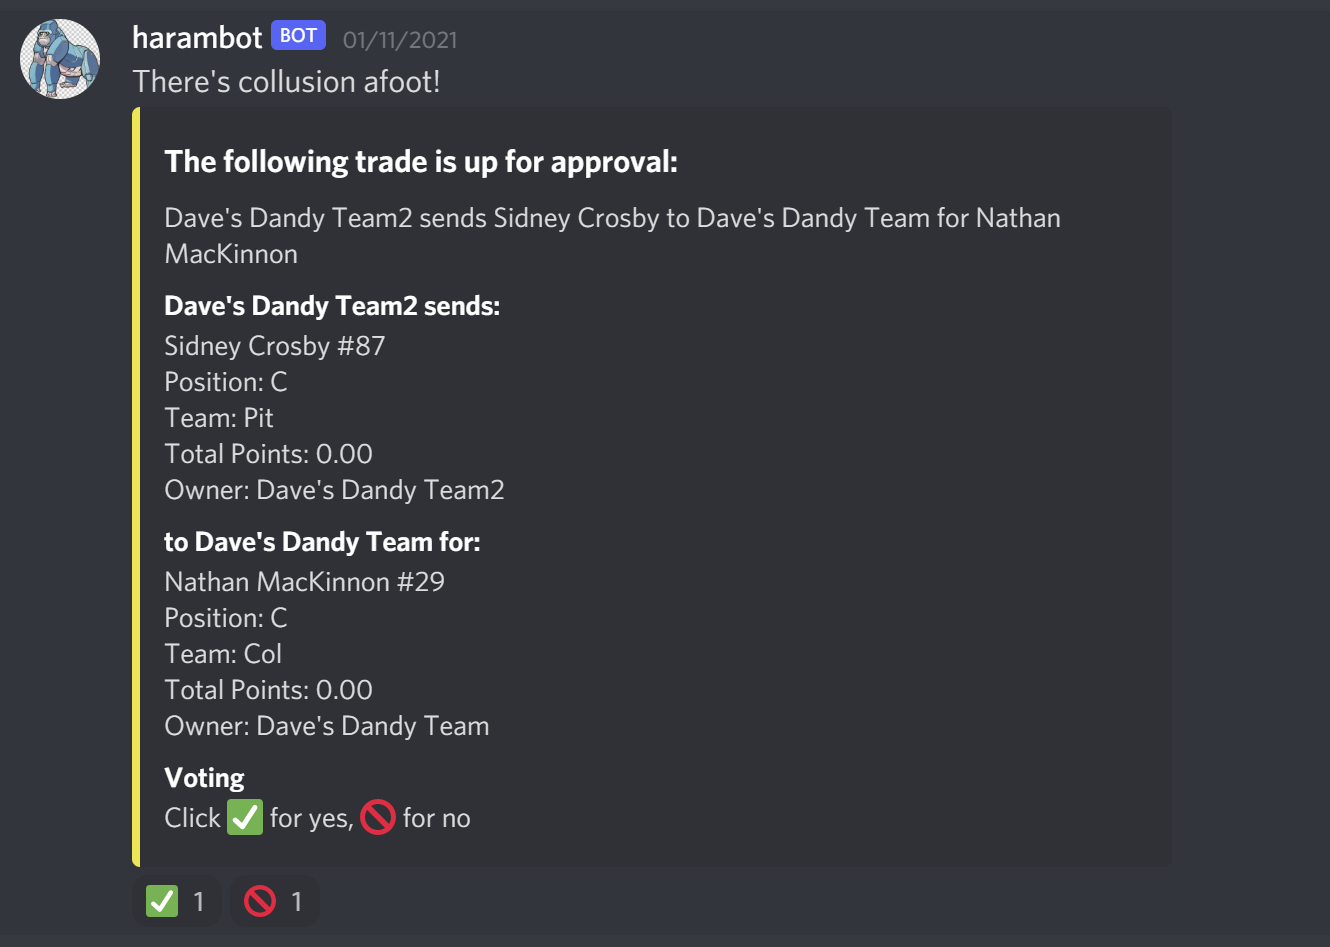 harambot BOT 01/11/2021
There's collusion afoot!
The following trade is up for approval:
Dave's Dandy Team2 sends Sidney Crosby to Dave's Dandy Team for Nathan
MacKinnon
Dave's Dandy Team2 sends:
Sidney Crosby #87
Position: C
Team: Pit
Total Points: 0.00
Owner: Dave's Dandy Team2
to Dave's Dandy Team for:
Nathan MacKinnon #29
Position: C
Team: Col
Total Points: 0.00
Owner: Dave's Dandy Team
Voting
Click ✅ for yes, 🚫 for no
✅ 1 🚫 1